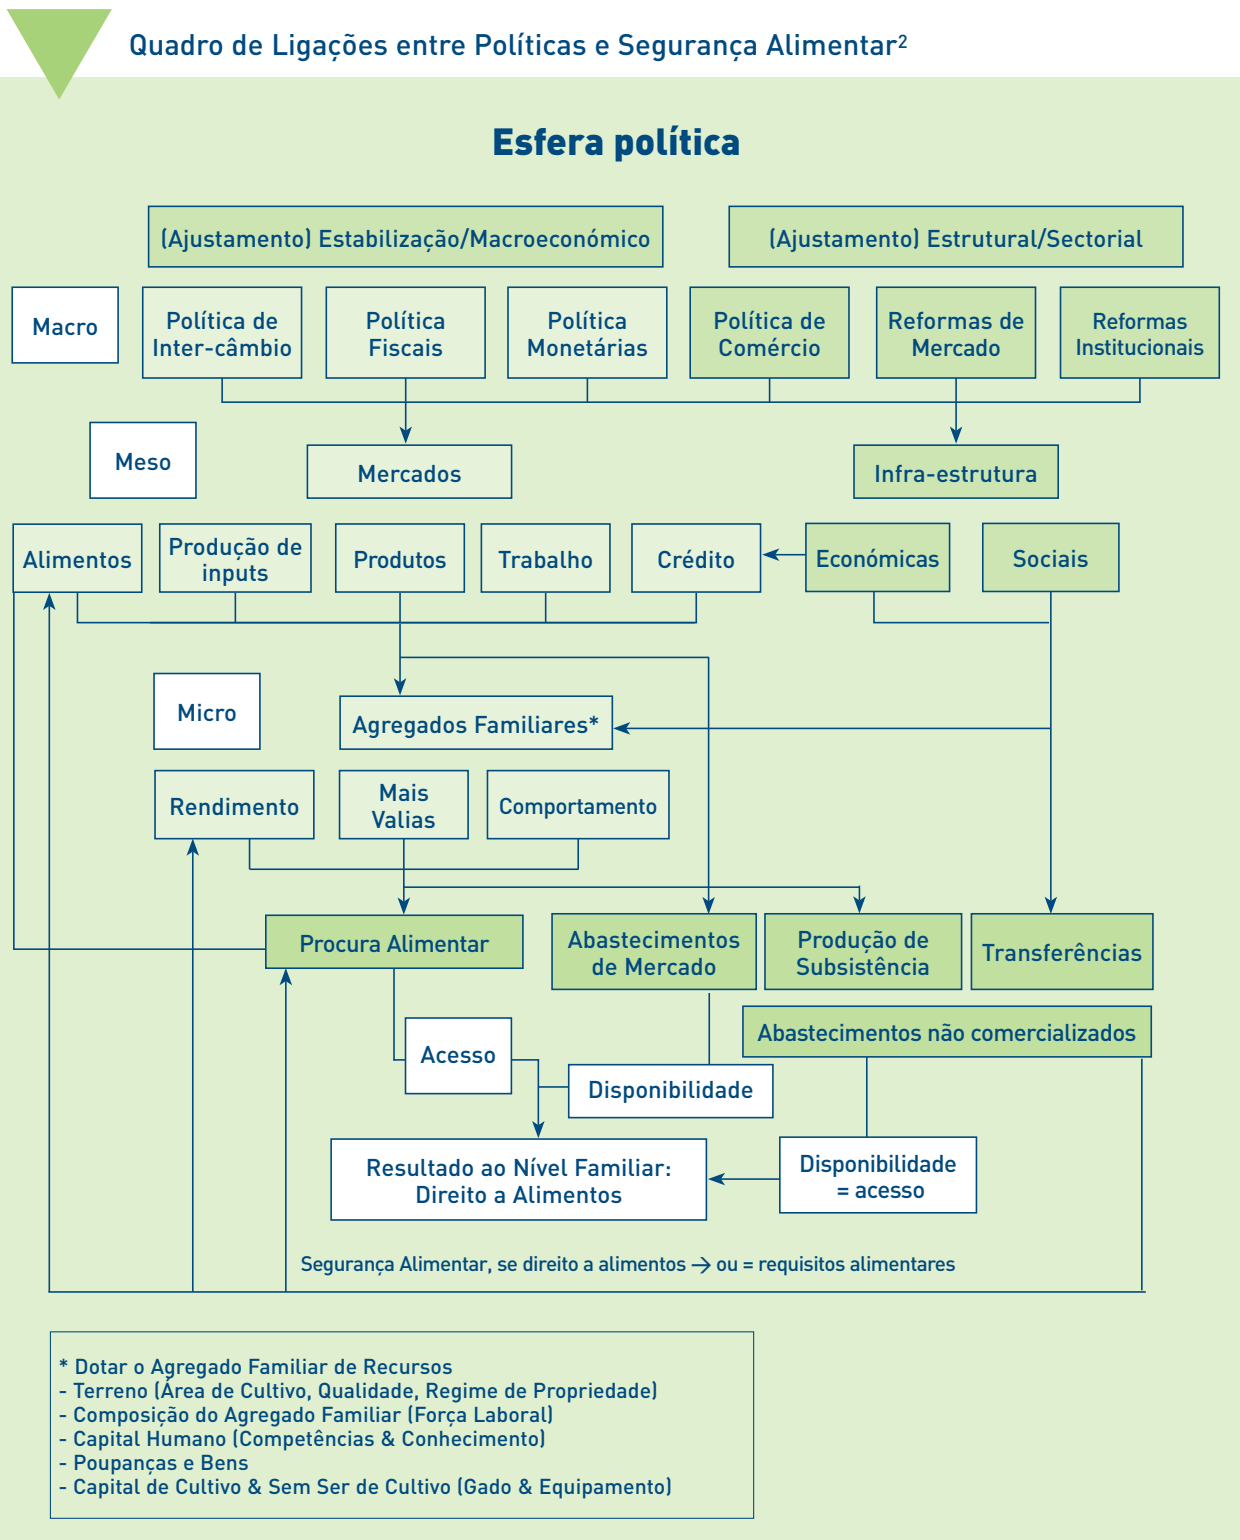 Quadro de Ligações entre Políticas e Segurança Alimentar²
Esfera política
(Ajustamento) Estabilização/Macroeconómico
(Ajustamento) Estrutural/Sectorial
Macro
Política de
Inter-câmbio
Política
Fiscais
Política
Monetárias
Política de
Comércio
Reformas de
Mercado
Reformas
Institucionais
Meso
Mercados
Infra-estrutura
Alimentos
Produção de
inputs
Produtos
Trabalho
Crédito
Económicas
Sociais
Micro
Agregados Familiares*
Rendimento
Mais
Valias
Comportamento
Procura Alimentar
Abastecimentos
de Mercado
Produção de
Subsistência
Transferências
Abastecimentos não comercializados
Acesso
Disponibilidade
Resultado ao Nível Familiar:
Direito a Alimentos
Disponibilidade
= acesso
Segurança Alimentar, se direito a alimentos → ou = requisitos alimentares
* Dotar o Agregado Familiar de Recursos
- Terreno (Área de Cultivo, Qualidade, Regime de Propriedade)
- Composição do Agregado Familiar (Força Laboral)
- Capital Humano (Competências & Conhecimento)
- Poupanças e Bens
- Capital de Cultivo & Sem Ser de Cultivo (Gado & Equipamento)